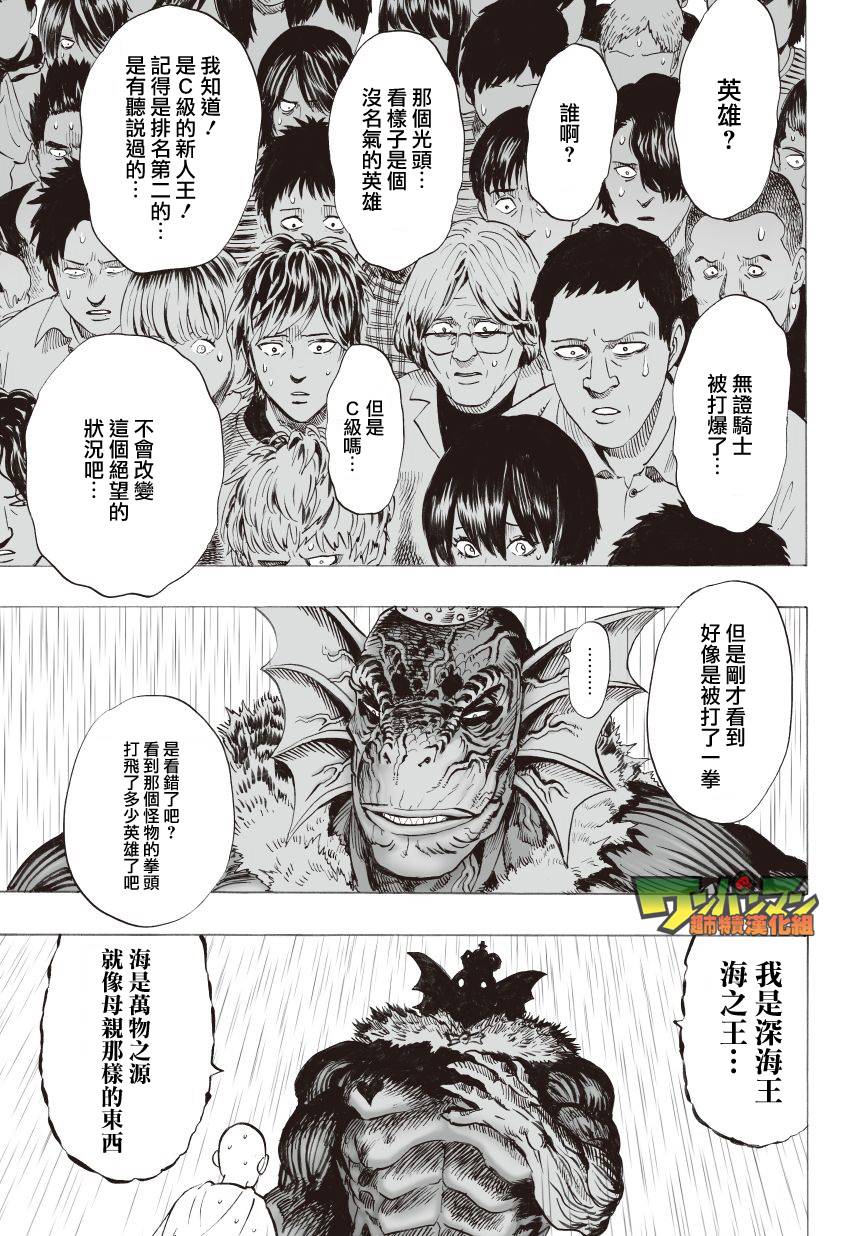 英雄？
誰啊？
那個光頭…
看樣子是個
沒名氣的英雄
我知道！
是C級的新人王！
記得是排名第二的…
是有聽說過的…
無證騎士
被打爆了…
但是
C級嗎…
不會改變
這個絕望的
狀況吧…
但是剛才看到
好像是被打了一拳
……
是看錯了吧？
看到那個怪物的拳頭
打飛了多少英雄了吧
ワンパンマン
超市特賣漢化組
我是深海王
海之王…
海是萬物之源
就像母親那樣的東西